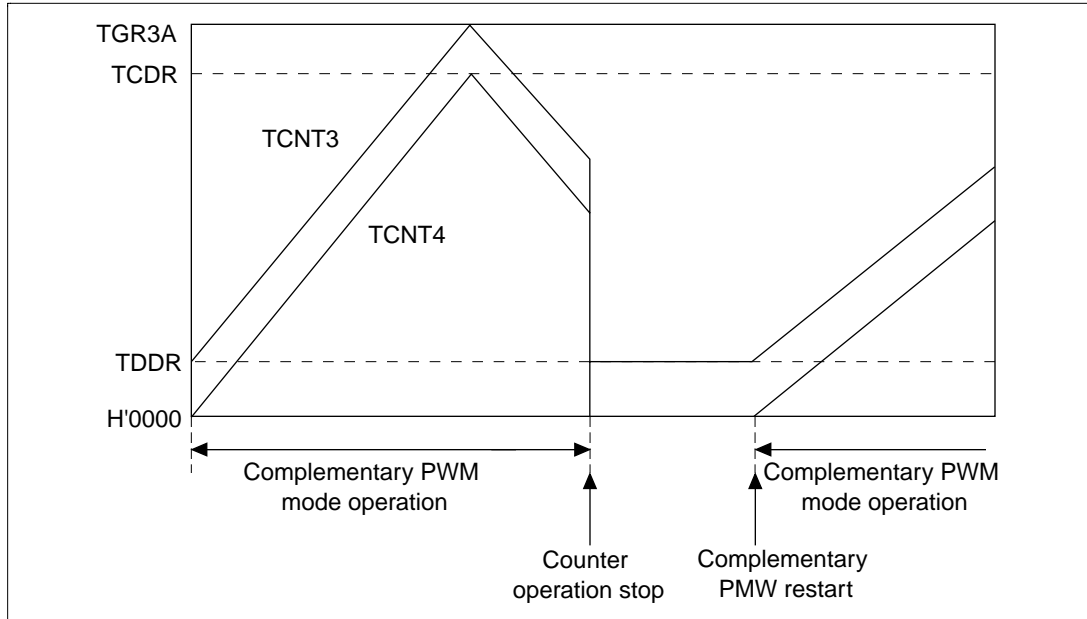 TGR3A
TCDR
TCNT3
TCNT4
TDDR
H'0000
Complementary PWM
mode operation
Complementary PWM
mode operation
Counter
operation stop
Complementary
PMW restart